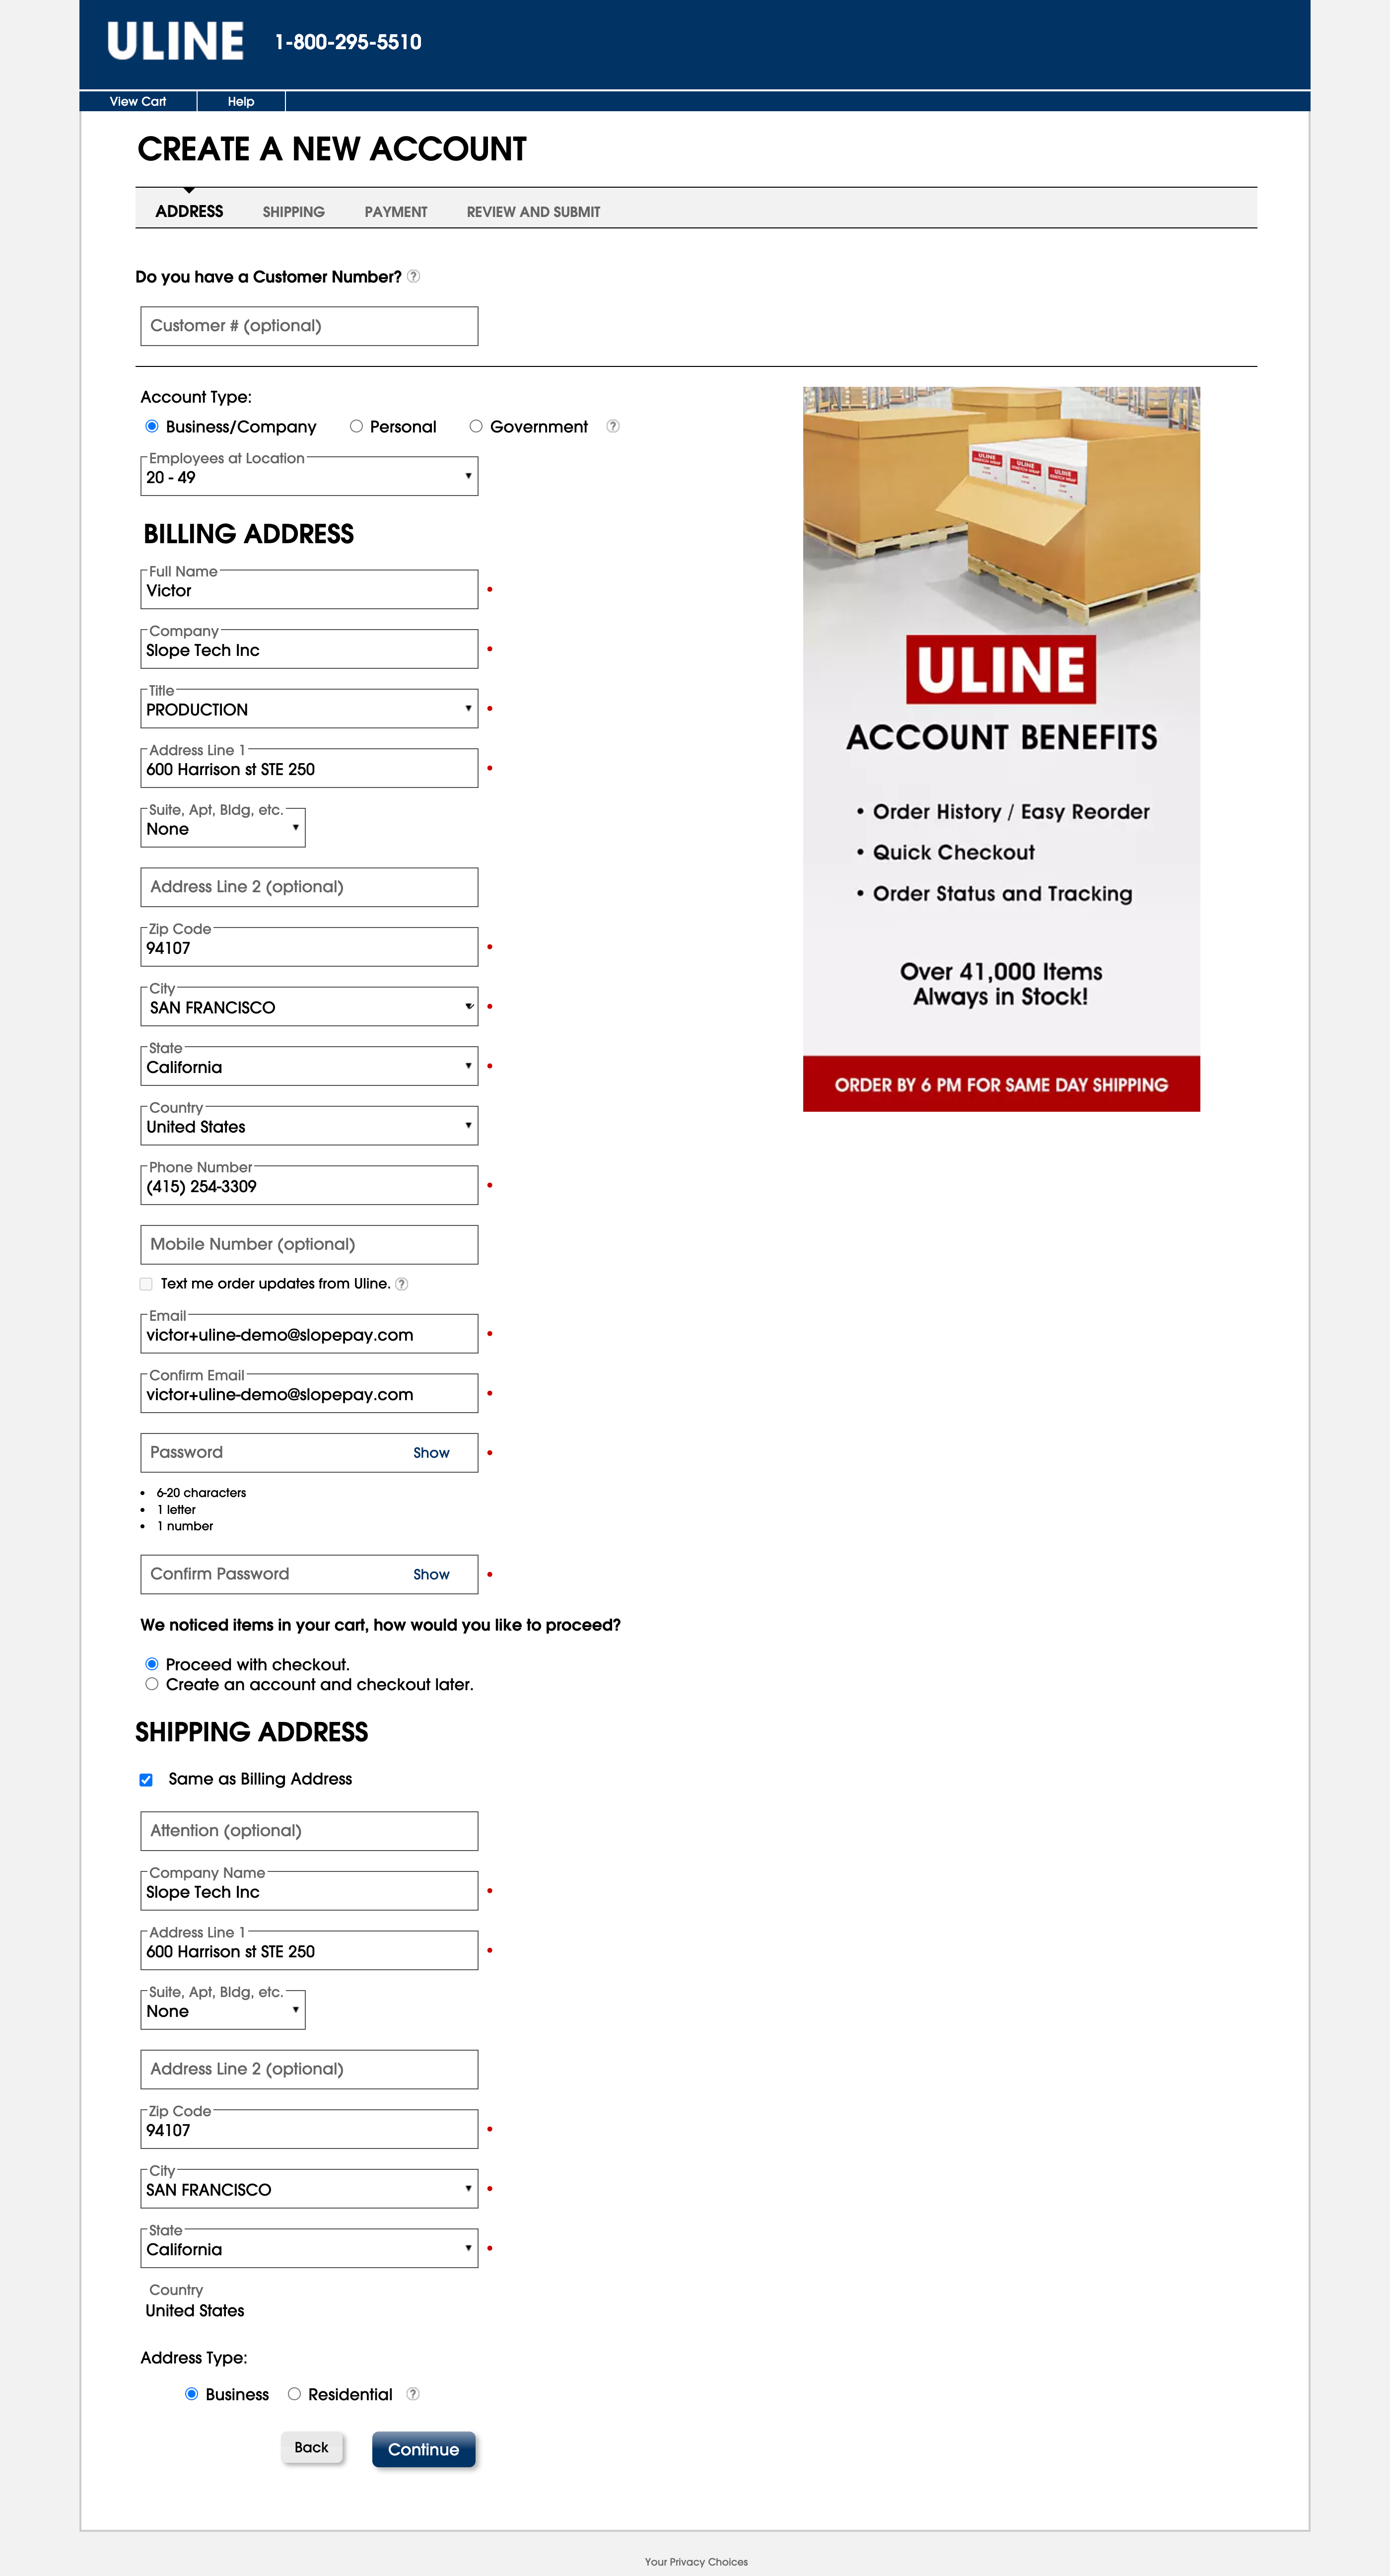 ULINE 1-800-295-5510
View Cart Help
CREATE A NEW ACCOUNT
ADDRESS SHIPPING PAYMENT REVIEW AND SUBMIT
Do you have a Customer Number? ?
Customer # (optional)
Account Type:
Business/Company Personal Government ?
Employees at Location
20 - 49
BILLING ADDRESS
Full Name
Victor
Company
Slope Tech Inc
Title
PRODUCTION
Address Line 1
600 Harrison st STE 250
Suite, Apt, Bldg, etc.
None
Address Line 2 (optional)
Zip Code
94107
City
SAN FRANCISCO
State
California
Country
United States
Phone Number
(415) 254-3309
Mobile Number (optional)
Text me order updates from Uline. ?
Email
victor+uline-demo@slopepay.com
Confirm Email
victor+uline-demo@slopepay.com
Password Show
• 6-20 characters
• 1 letter
• 1 number
Confirm Password Show
We noticed items in your cart, how would you like to proceed?
Proceed with checkout.
Create an account and checkout later.
SHIPPING ADDRESS
Same as Billing Address
Attention (optional)
Company Name
Slope Tech Inc
Address Line 1
600 Harrison st STE 250
Suite, Apt, Bldg, etc.
None
Address Line 2 (optional)
Zip Code
94107
City
SAN FRANCISCO
State
California
Country
United States
Address Type:
Business Residential ?
Back Continue
ULINE STRETCH WRAP
ULINE STRETCH WRAP
ULINE STRETCH WRAP
ULINE
ACCOUNT BENEFITS
• Order History / Easy Reorder
• Quick Checkout
• Order Status and Tracking
Over 41,000 Items
Always in Stock!
ORDER BY 6 PM FOR SAME DAY SHIPPING
Your Privacy Choices